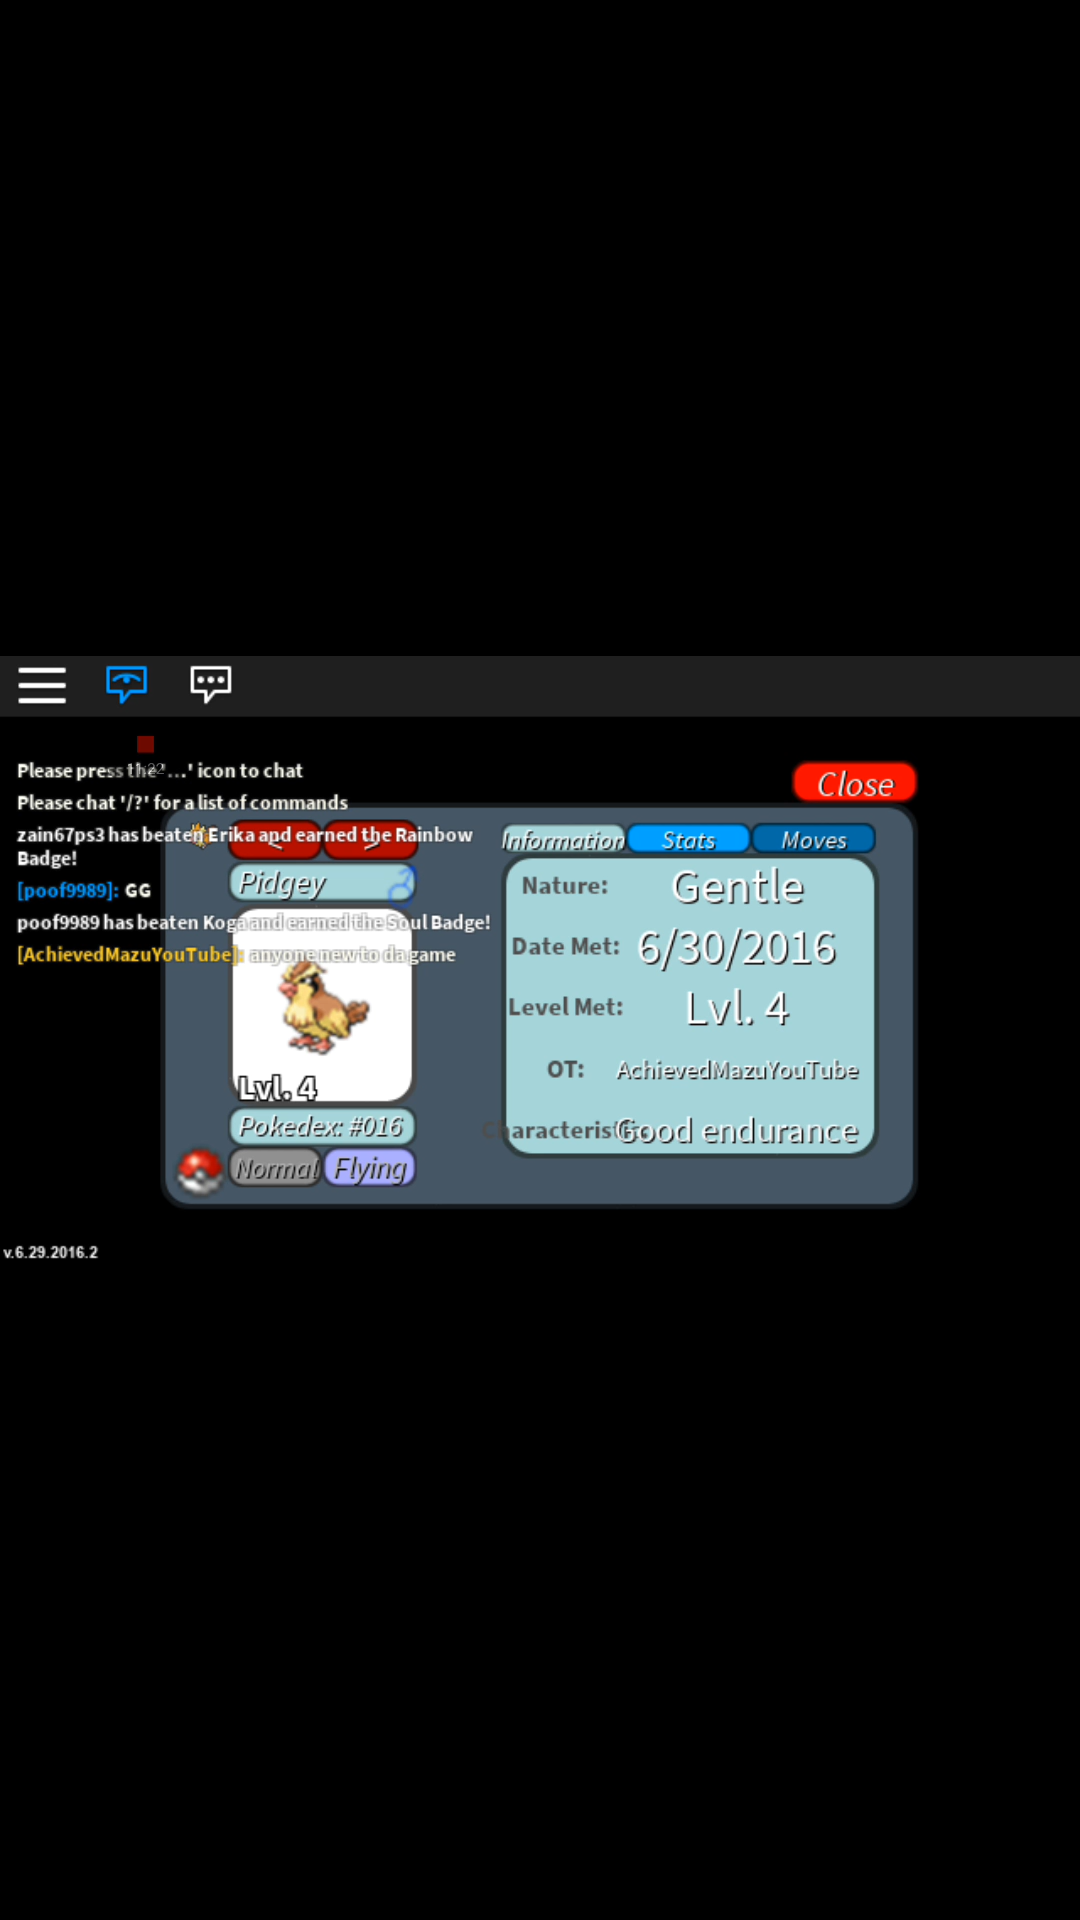 Please press the '...' icon to chat
Please chat '/?' for a list of commands
zain67ps3 has beaten Erika and earned the Rainbow
Badge!
[poof9989]: GG
poof9989 has beaten Koga and earned the Soul Badge!
[AchievedMazuYouTube]: anyone new to da game
Close
< >
Pidgey
Lvl. 4
Pokedex: #016
Normal Flying
Information Stats Moves
Nature: Gentle
Date Met: 6/30/2016
Level Met: Lvl. 4
OT: AchievedMazuYouTube
Good endurance
v.6.29.2016.2